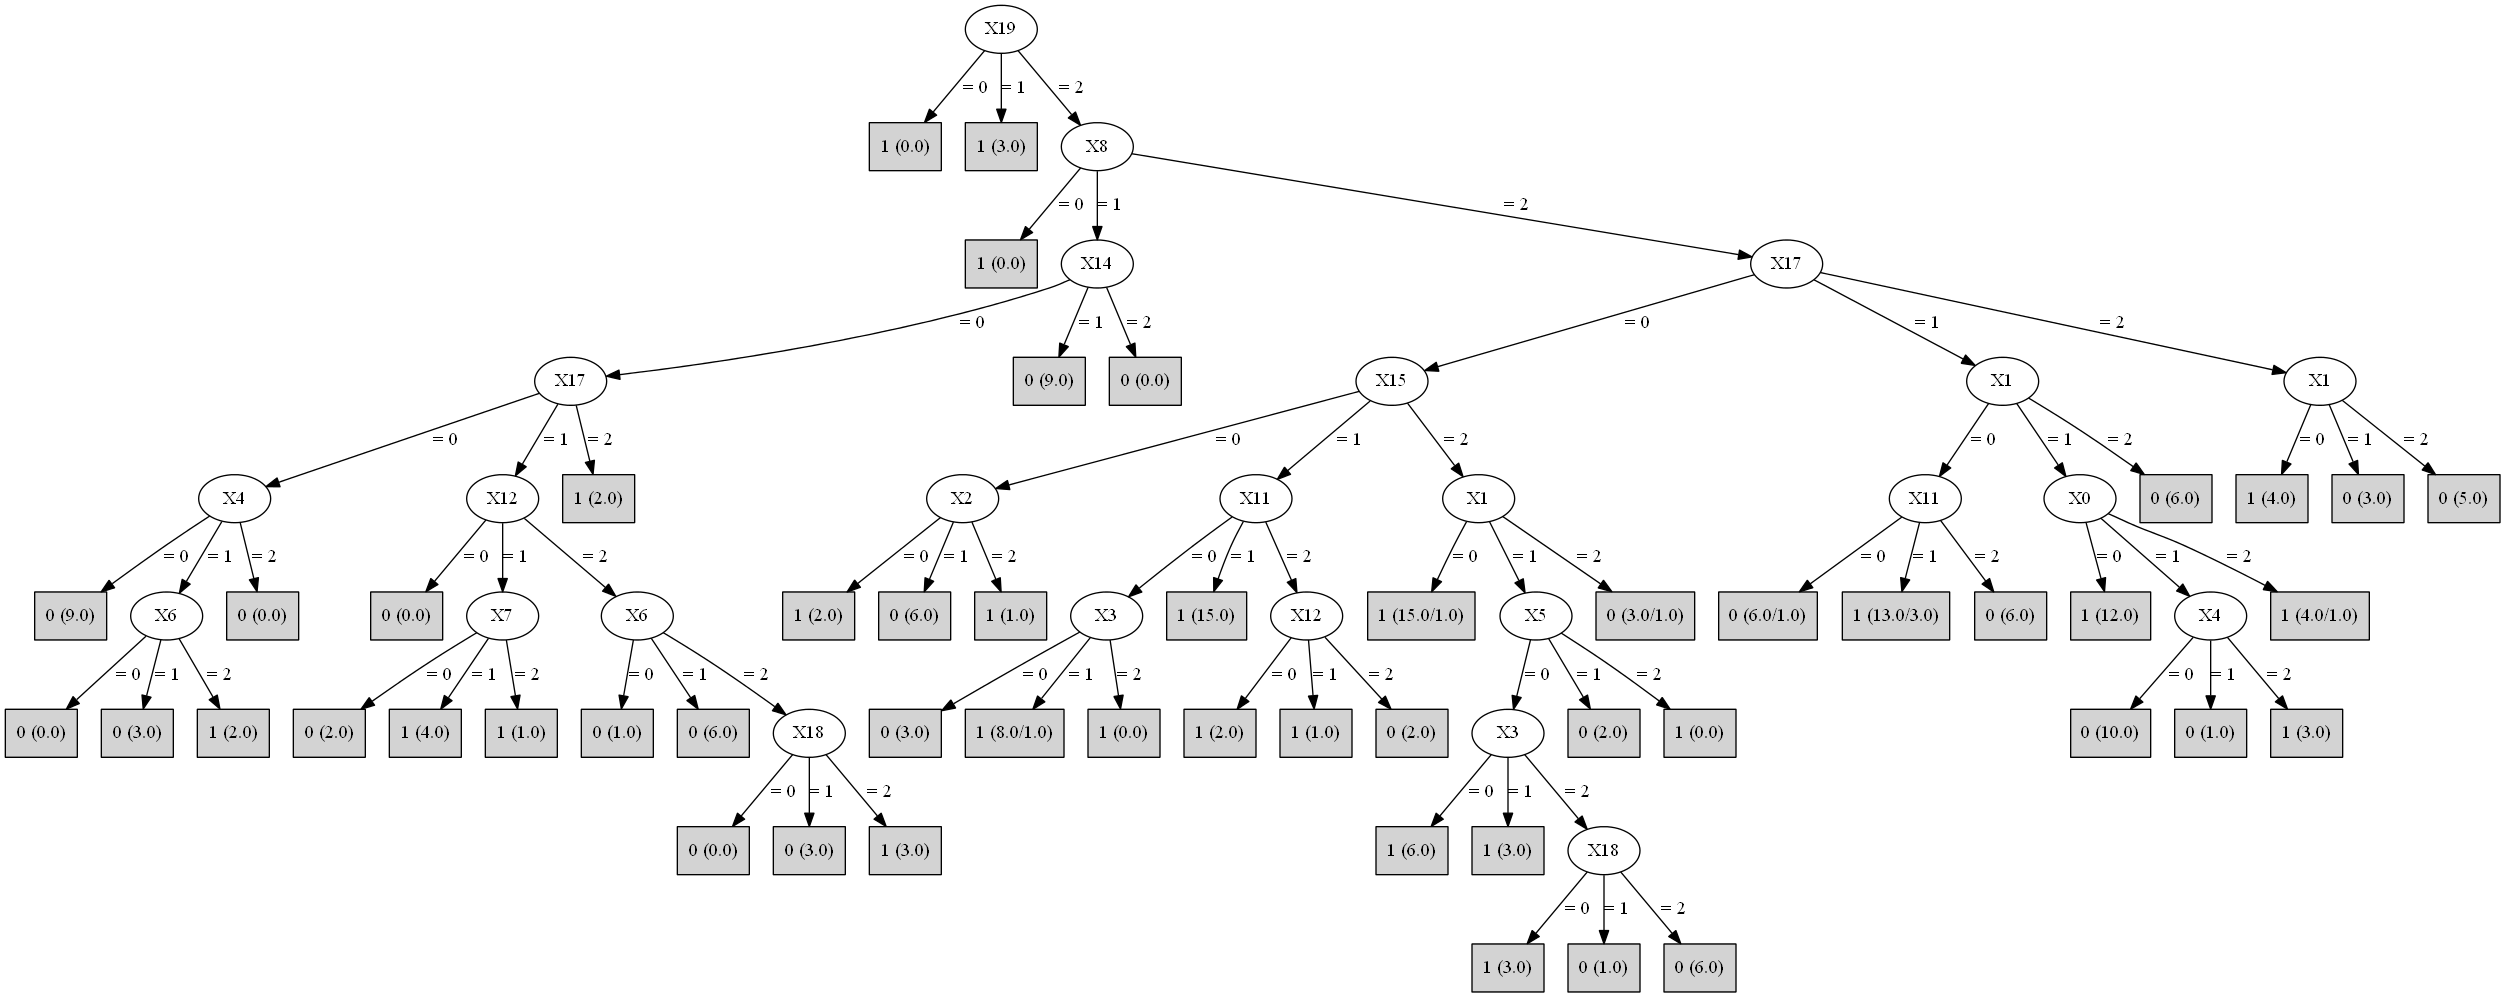 X19
= 0 = 1 = 2
1 (0.0) 1 (3.0) X8
= 0 = 1 = 2
1 (0.0) X14 X17
= 0 = 1 = 2 = 0 = 1 = 2
X17 0 (9.0) 0 (0.0) X15 X1 X1
= 0 = 1 = 2 = 0 = 1 = 2 = 0 = 1 = 2 = 0 = 1 = 2
X4 X12 1 (2.0) X2 X11 X1 X11 X0 0 (6.0) 1 (4.0) 0 (3.0) 0 (5.0)
= 0 = 1 = 2 = 0 = 1 = 2 = 0 = 1 = 2 = 0 = 1 = 2 = 0 = 1 = 2 = 0 = 1 = 2 = 0 = 1 = 2
0 (9.0) X6 0 (0.0) 0 (0.0) X7 X6 1 (2.0) 0 (6.0) 1 (1.0) X3 1 (15.0) X12 1 (15.0/1.0) X5 0 (3.0/1.0) 0 (6.0/1.0) 1 (13.0/3.0) 0 (6.0) 1 (12.0) X4 1 (4.0/1.0)
= 0 = 1 = 2 = 0 = 1 = 2 = 0 = 1 = 2 = 0 = 1 = 2 = 0 = 1 = 2 = 0 = 1 = 2 = 0 = 1 = 2
0 (0.0) 0 (3.0) 1 (2.0) 0 (2.0) 1 (4.0) 1 (1.0) 0 (1.0) 0 (6.0) X18 0 (3.0) 1 (8.0/1.0) 1 (0.0) 1 (2.0) 1 (1.0) 0 (2.0) X3 0 (2.0) 1 (0.0) 0 (10.0) 0 (1.0) 1 (3.0)
= 0 = 1 = 2 = 0 = 1 = 2
0 (0.0) 0 (3.0) 1 (3.0) 1 (6.0) 1 (3.0) X18
= 0 = 1 = 2
1 (3.0) 0 (1.0) 0 (6.0)